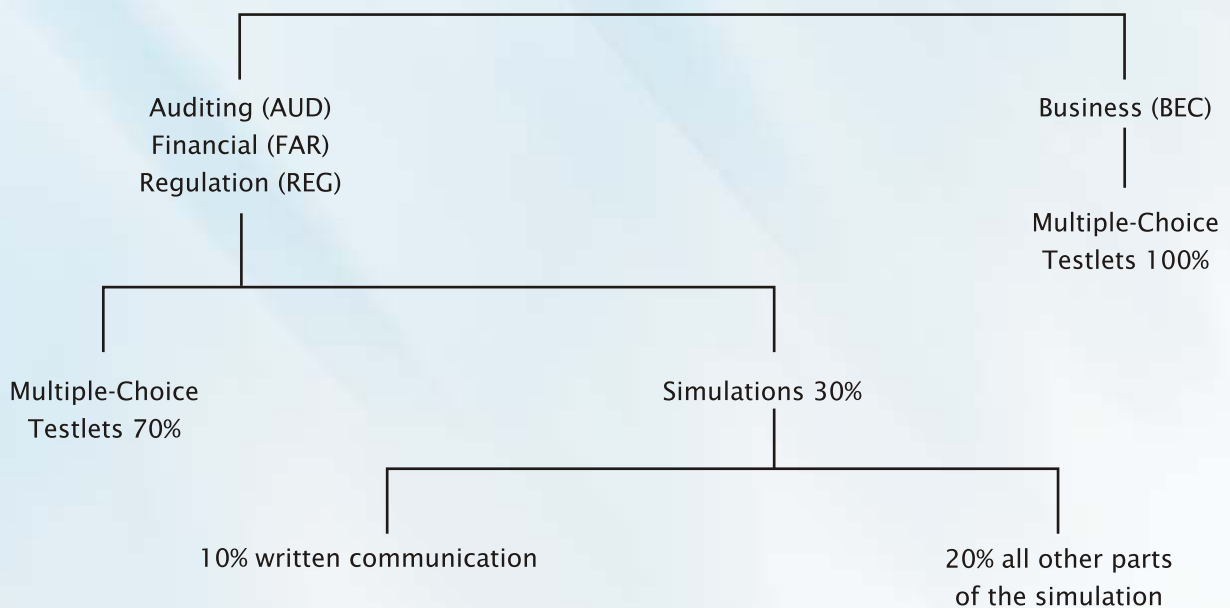 Auditing (AUD)
Financial (FAR)
Regulation (REG)
Business (BEC)
Multiple-Choice
Testlets 100%
Multiple-Choice
Testlets 70%
Simulations 30%
10% written communication
20% all other parts
of the simulation